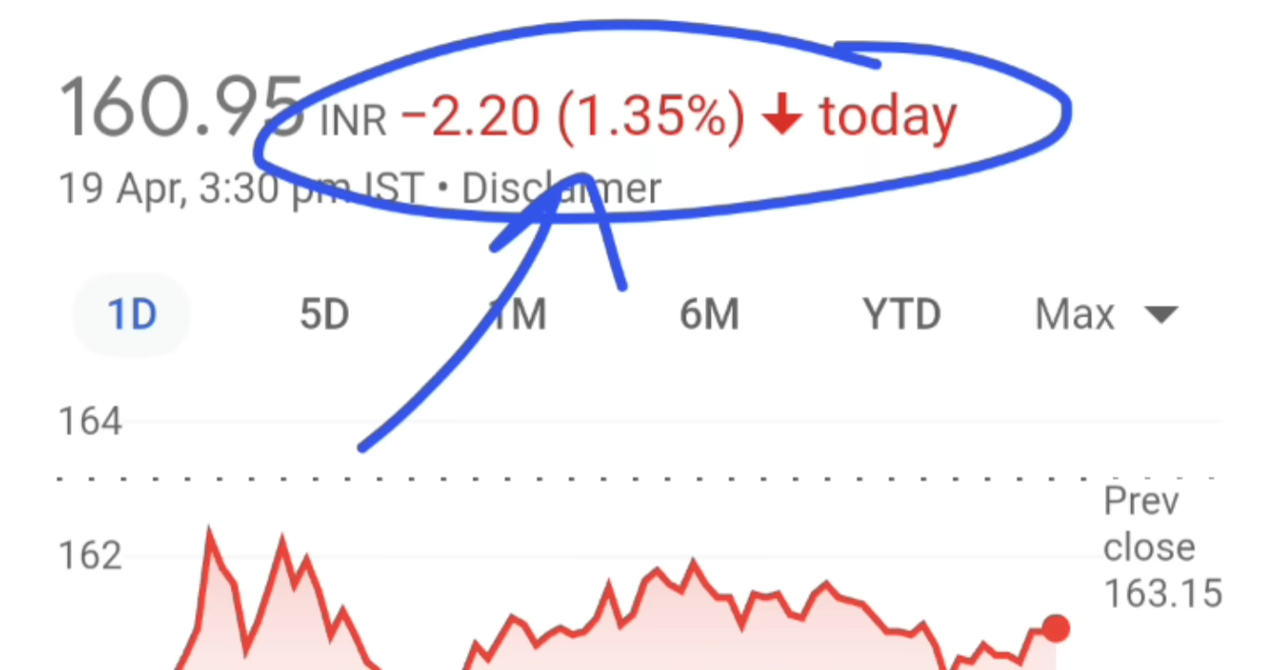 160.95 INR −2.20 (1.35%) ↓ today
19 Apr, 3:30 pm IST • Disclaimer
1D 5D 1M 6M YTD Max
164
162
Prev
close
163.15